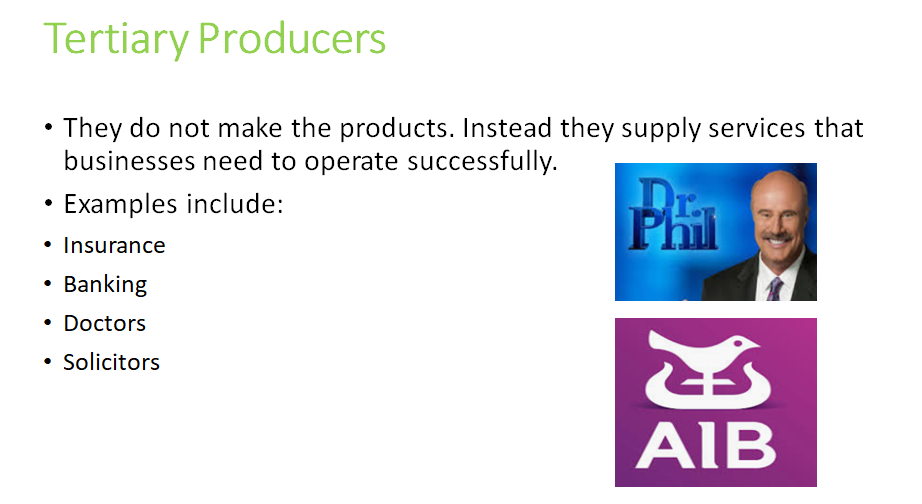 Tertiary Producers
• They do not make the products. Instead they supply services that
businesses need to operate successfully.
• Examples include:
• Insurance
• Banking
• Doctors
• Solicitors
Dr.
Phil
AIB